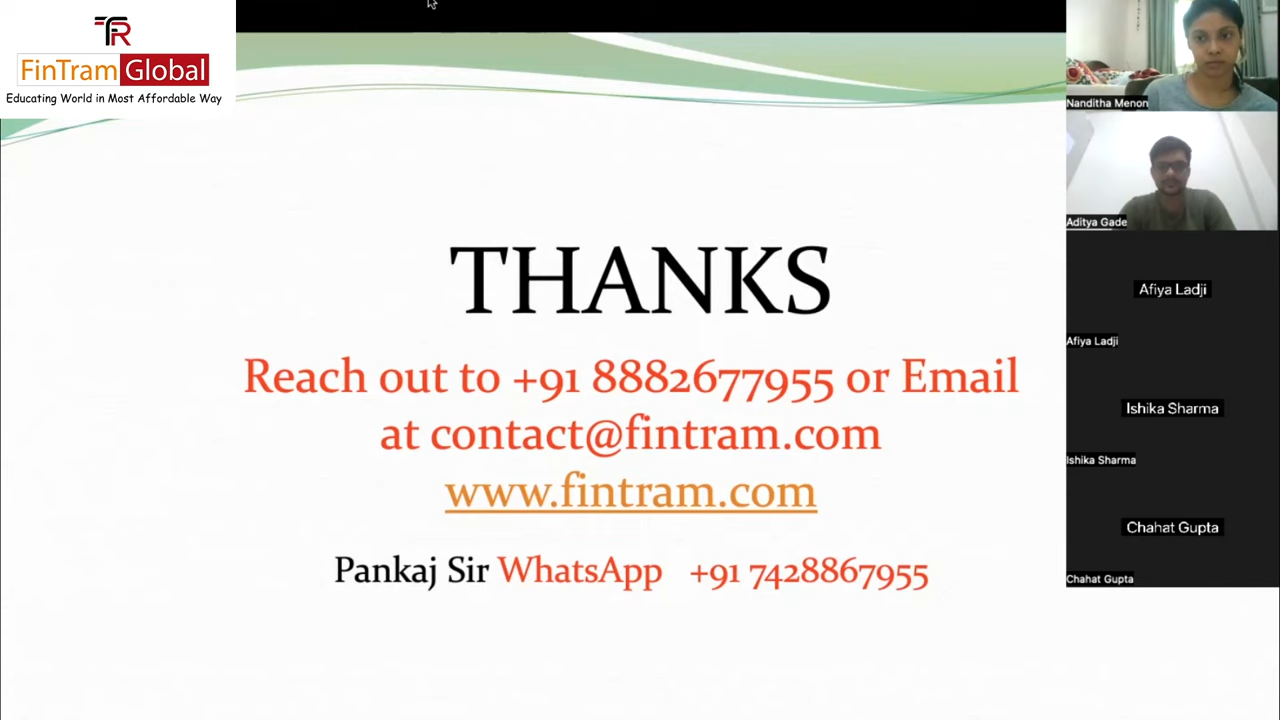 TR
FinTram Global
Educating World in Most Affordable Way
THANKS
Reach out to +91 8882677955 or Email
at contact@fintram.com
www.fintram.com
Pankaj Sir WhatsApp +91 7428867955
Nanditha Menon
Aditya Gade
Afiya Ladji
Afiya Ladji
Ishika Sharma
Ishika Sharma
Chahat Gupta
Chahat Gupta